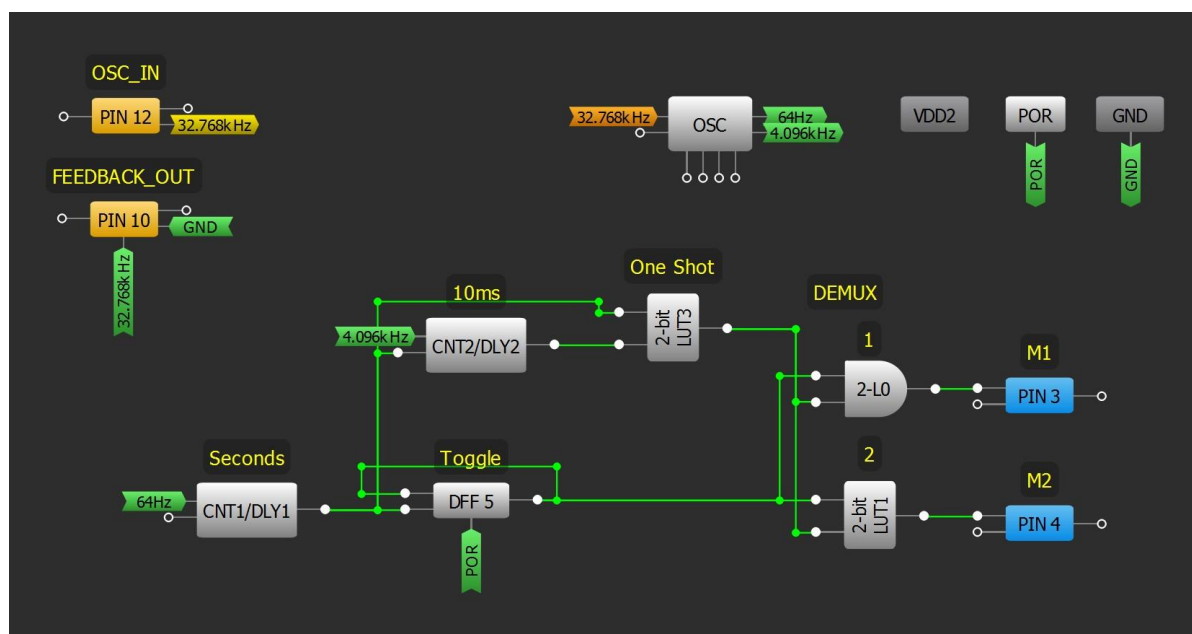 OSC_IN
PIN 12
32.768kHz
FEEDBACK_OUT
PIN 10
GND
32.768kHz
32.768kHz
OSC
64Hz
4.096kHz
VDD2
POR
POR
GND
GND
One Shot
10ms
4.096kHz
CNT2/DLY2
2-bit
LUT3
DEMUX
1
2-L0
M1
PIN 3
Seconds
64Hz
CNT1/DLY1
Toggle
DFF 5
POR
2
2-bit
LUT1
M2
PIN 4